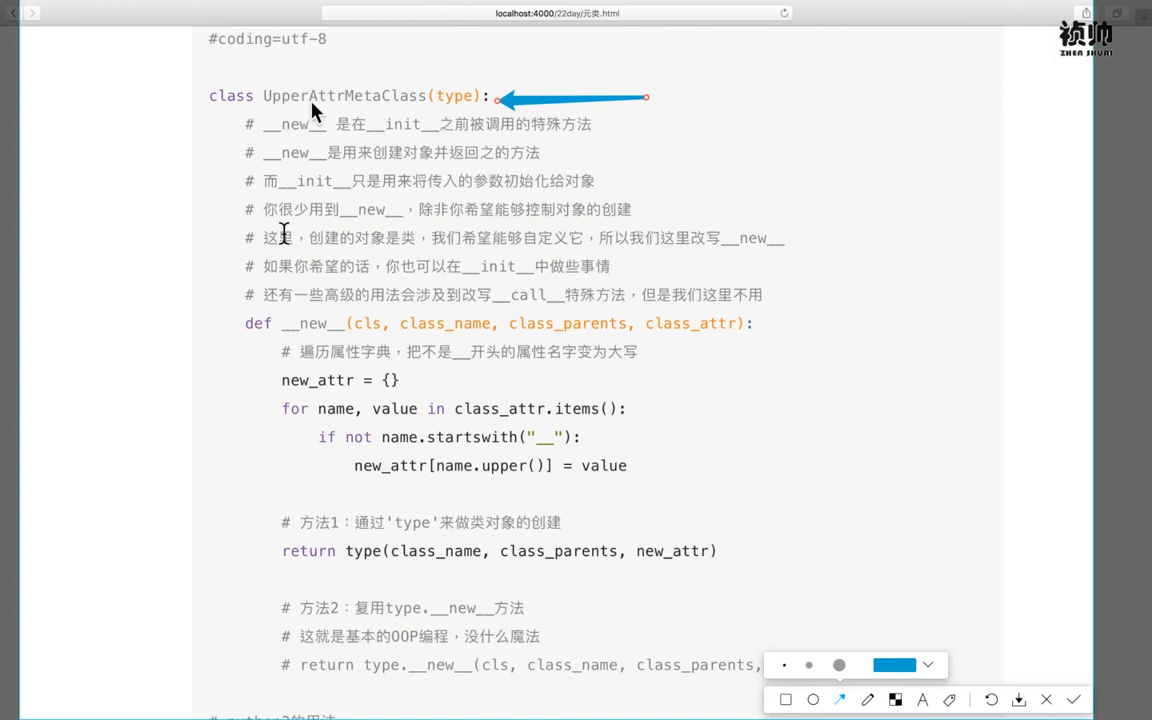 localhost:4000/22day/元类.html
祯帅
ZHEN SHUAI
#coding=utf-8
class UpperAttrMetaClass(type):
# __new__ 是在__init__之前被调用的特殊方法
# __new__是用来创建对象并返回之的方法
# 而__init__只是用来将传入的参数初始化给对象
# 你很少用到__new__，除非你希望能够控制对象的创建
# 这里，创建的对象是类，我们希望能够自定义它，所以我们这里改写__new__
# 如果你希望的话，你也可以在__init__中做些事情
# 还有一些高级的用法会涉及到改写__call__特殊方法，但是我们这里不用
def __new__(cls, class_name, class_parents, class_attr):
# 遍历属性字典，把不是__开头的属性名字变为大写
new_attr = {}
for name, value in class_attr.items():
if not name.startswith("__"):
new_attr[name.upper()] = value
# 方法1：通过'type'来做类对象的创建
return type(class_name, class_parents, new_attr)
# 方法2：复用type.__new__方法
# 这就是基本的OOP编程，没什么魔法
# return type.__new__(cls, class_name, class_parents,
A